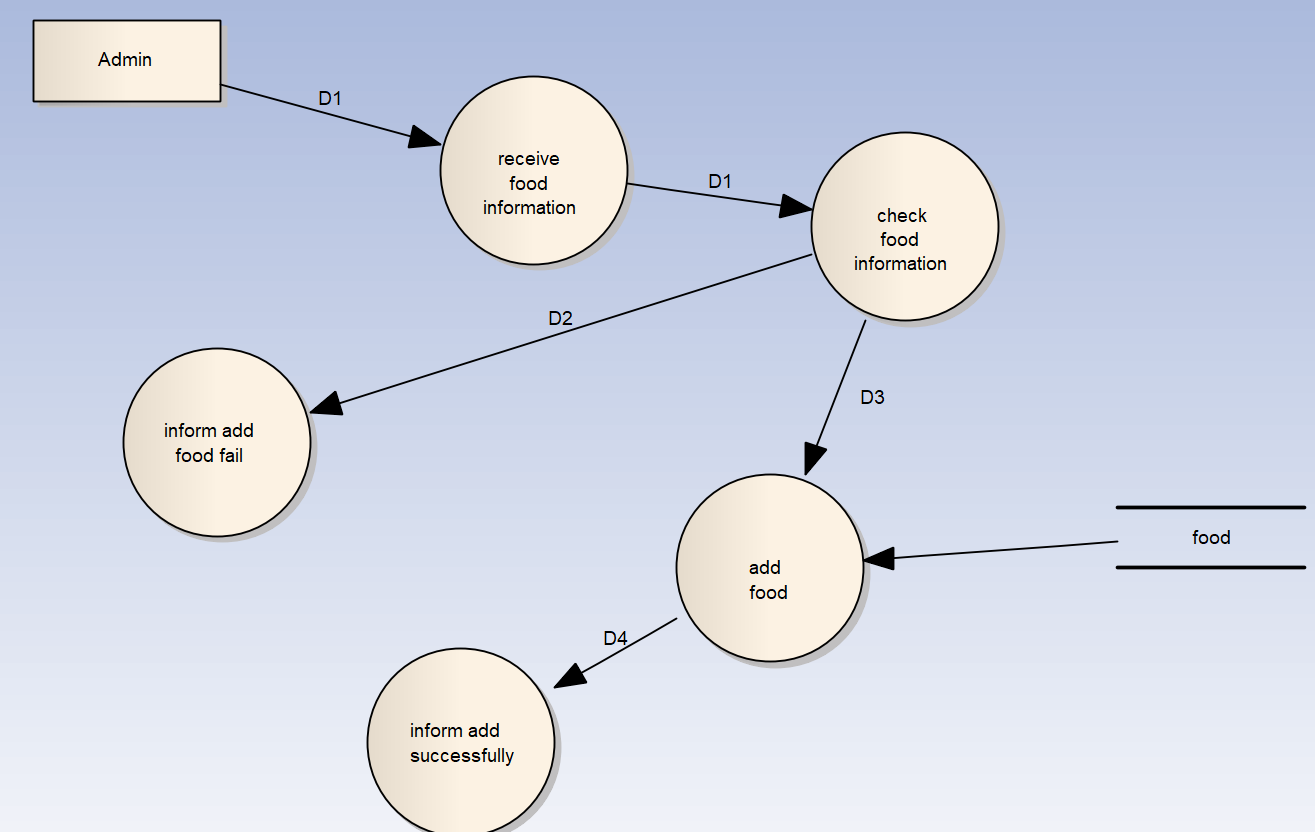 Admin
D1
receive
food
information
D1
check
food
information
D2
inform add
food fail
D3
food
add
food
D4
inform add
successfully